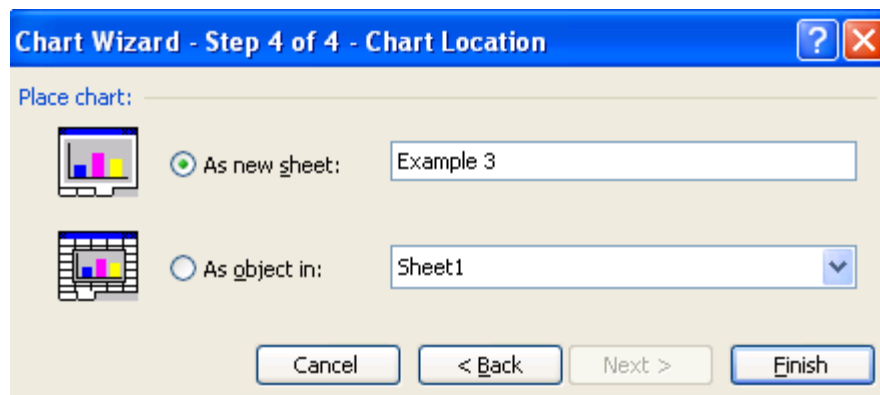 Chart Wizard - Step 4 of 4 - Chart Location
?
Place chart:
As new sheet: Example 3
As object in: Sheet1
Cancel < Back Next > Finish